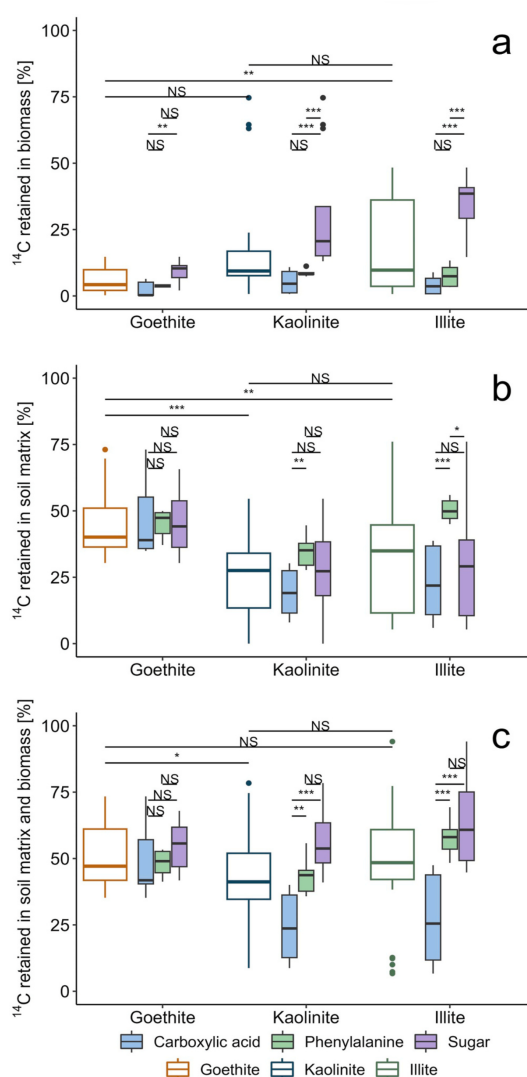 a
100
75
50
25
0
¹⁴C retained in biomass [%]
NS
**
NS
NS
**
NS
***
***
NS
***
***
NS
Goethite Kaolinite Illite
b
100
75
50
25
0
¹⁴C retained in soil matrix [%]
NS
**
***
NS
NS
NS
NS
NS
**
*
NS
***
Goethite Kaolinite Illite
c
100
75
50
25
0
¹⁴C retained in soil matrix and biomass [%]
NS
NS
*
NS
NS
NS
NS
***
**
NS
***
***
Goethite Kaolinite Illite
Carboxylic acid Phenylalanine Sugar
Goethite Kaolinite Illite